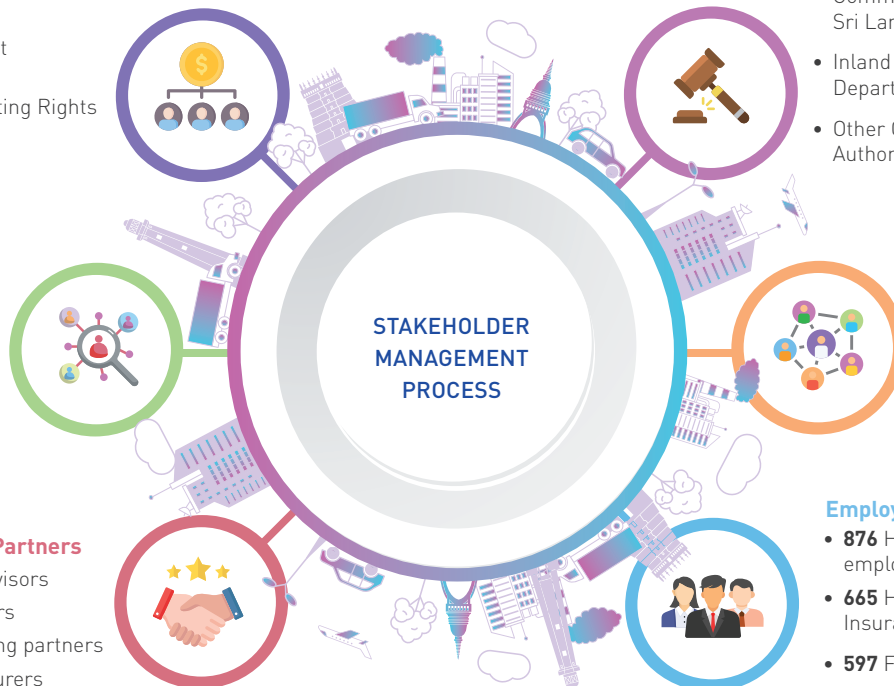 Sri Lan
ting Rights
• Inland
Depart
• Other
Author
STAKEHOLDER
MANAGEMENT
PROCESS
Partners
visors
rs
ng partners
urers
Employ
• 876 H
emplo
• 665 H
Insura
• 597 F